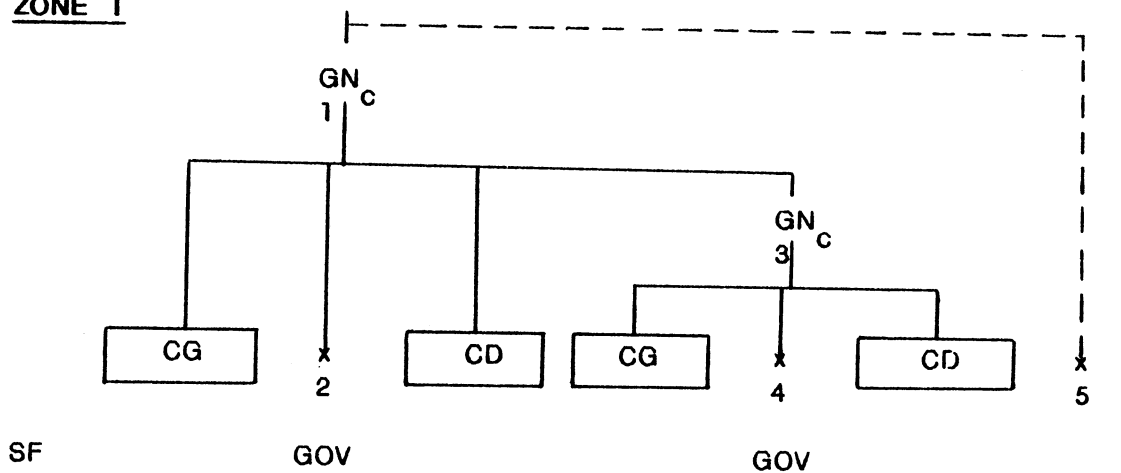 ZONE 1
GN C
1
GN C
3
CG x CD CG x CD x
2 4 5
SF GOV GOV